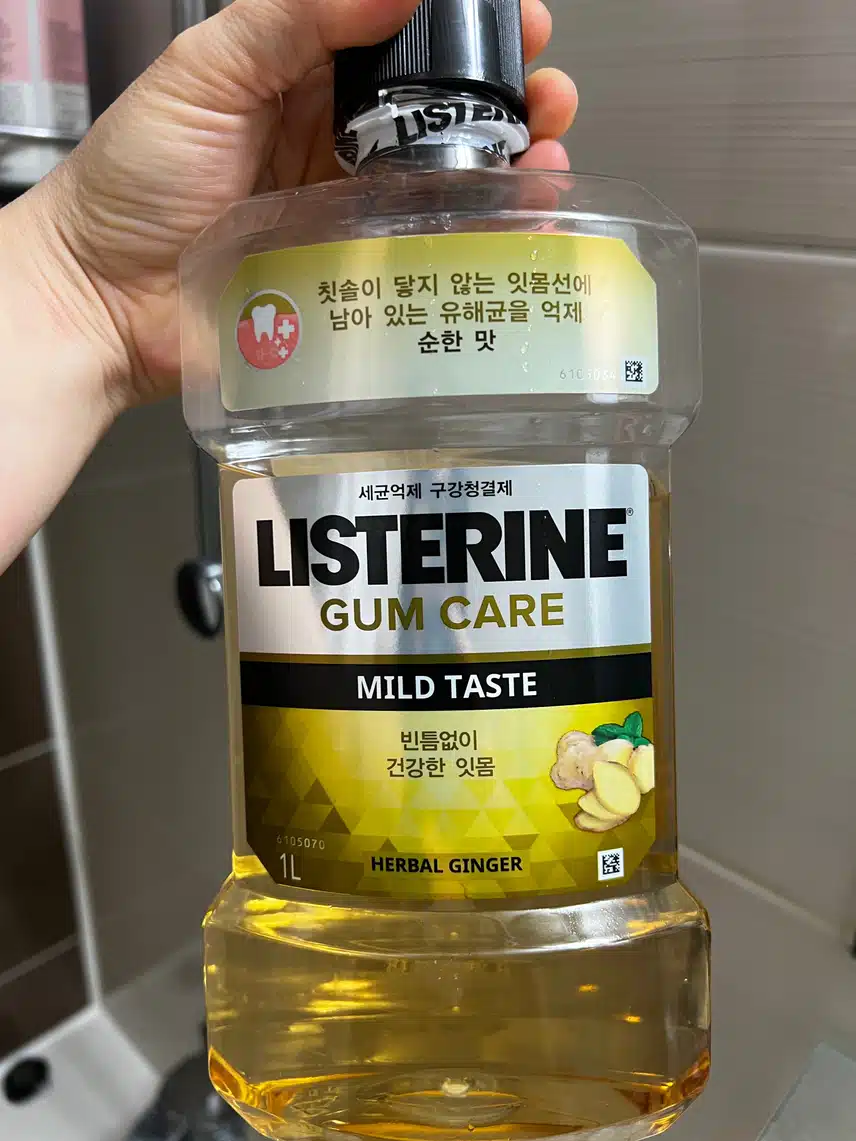 LISTERINE
칫솔이 닿지 않는 잇몸선에
남아 있는 유해균을 억제
순한 맛
세균억제 구강청결제
LISTERINE®
GUM CARE
MILD TASTE
빈틈없이
건강한 잇몸
6105070
1L
HERBAL GINGER